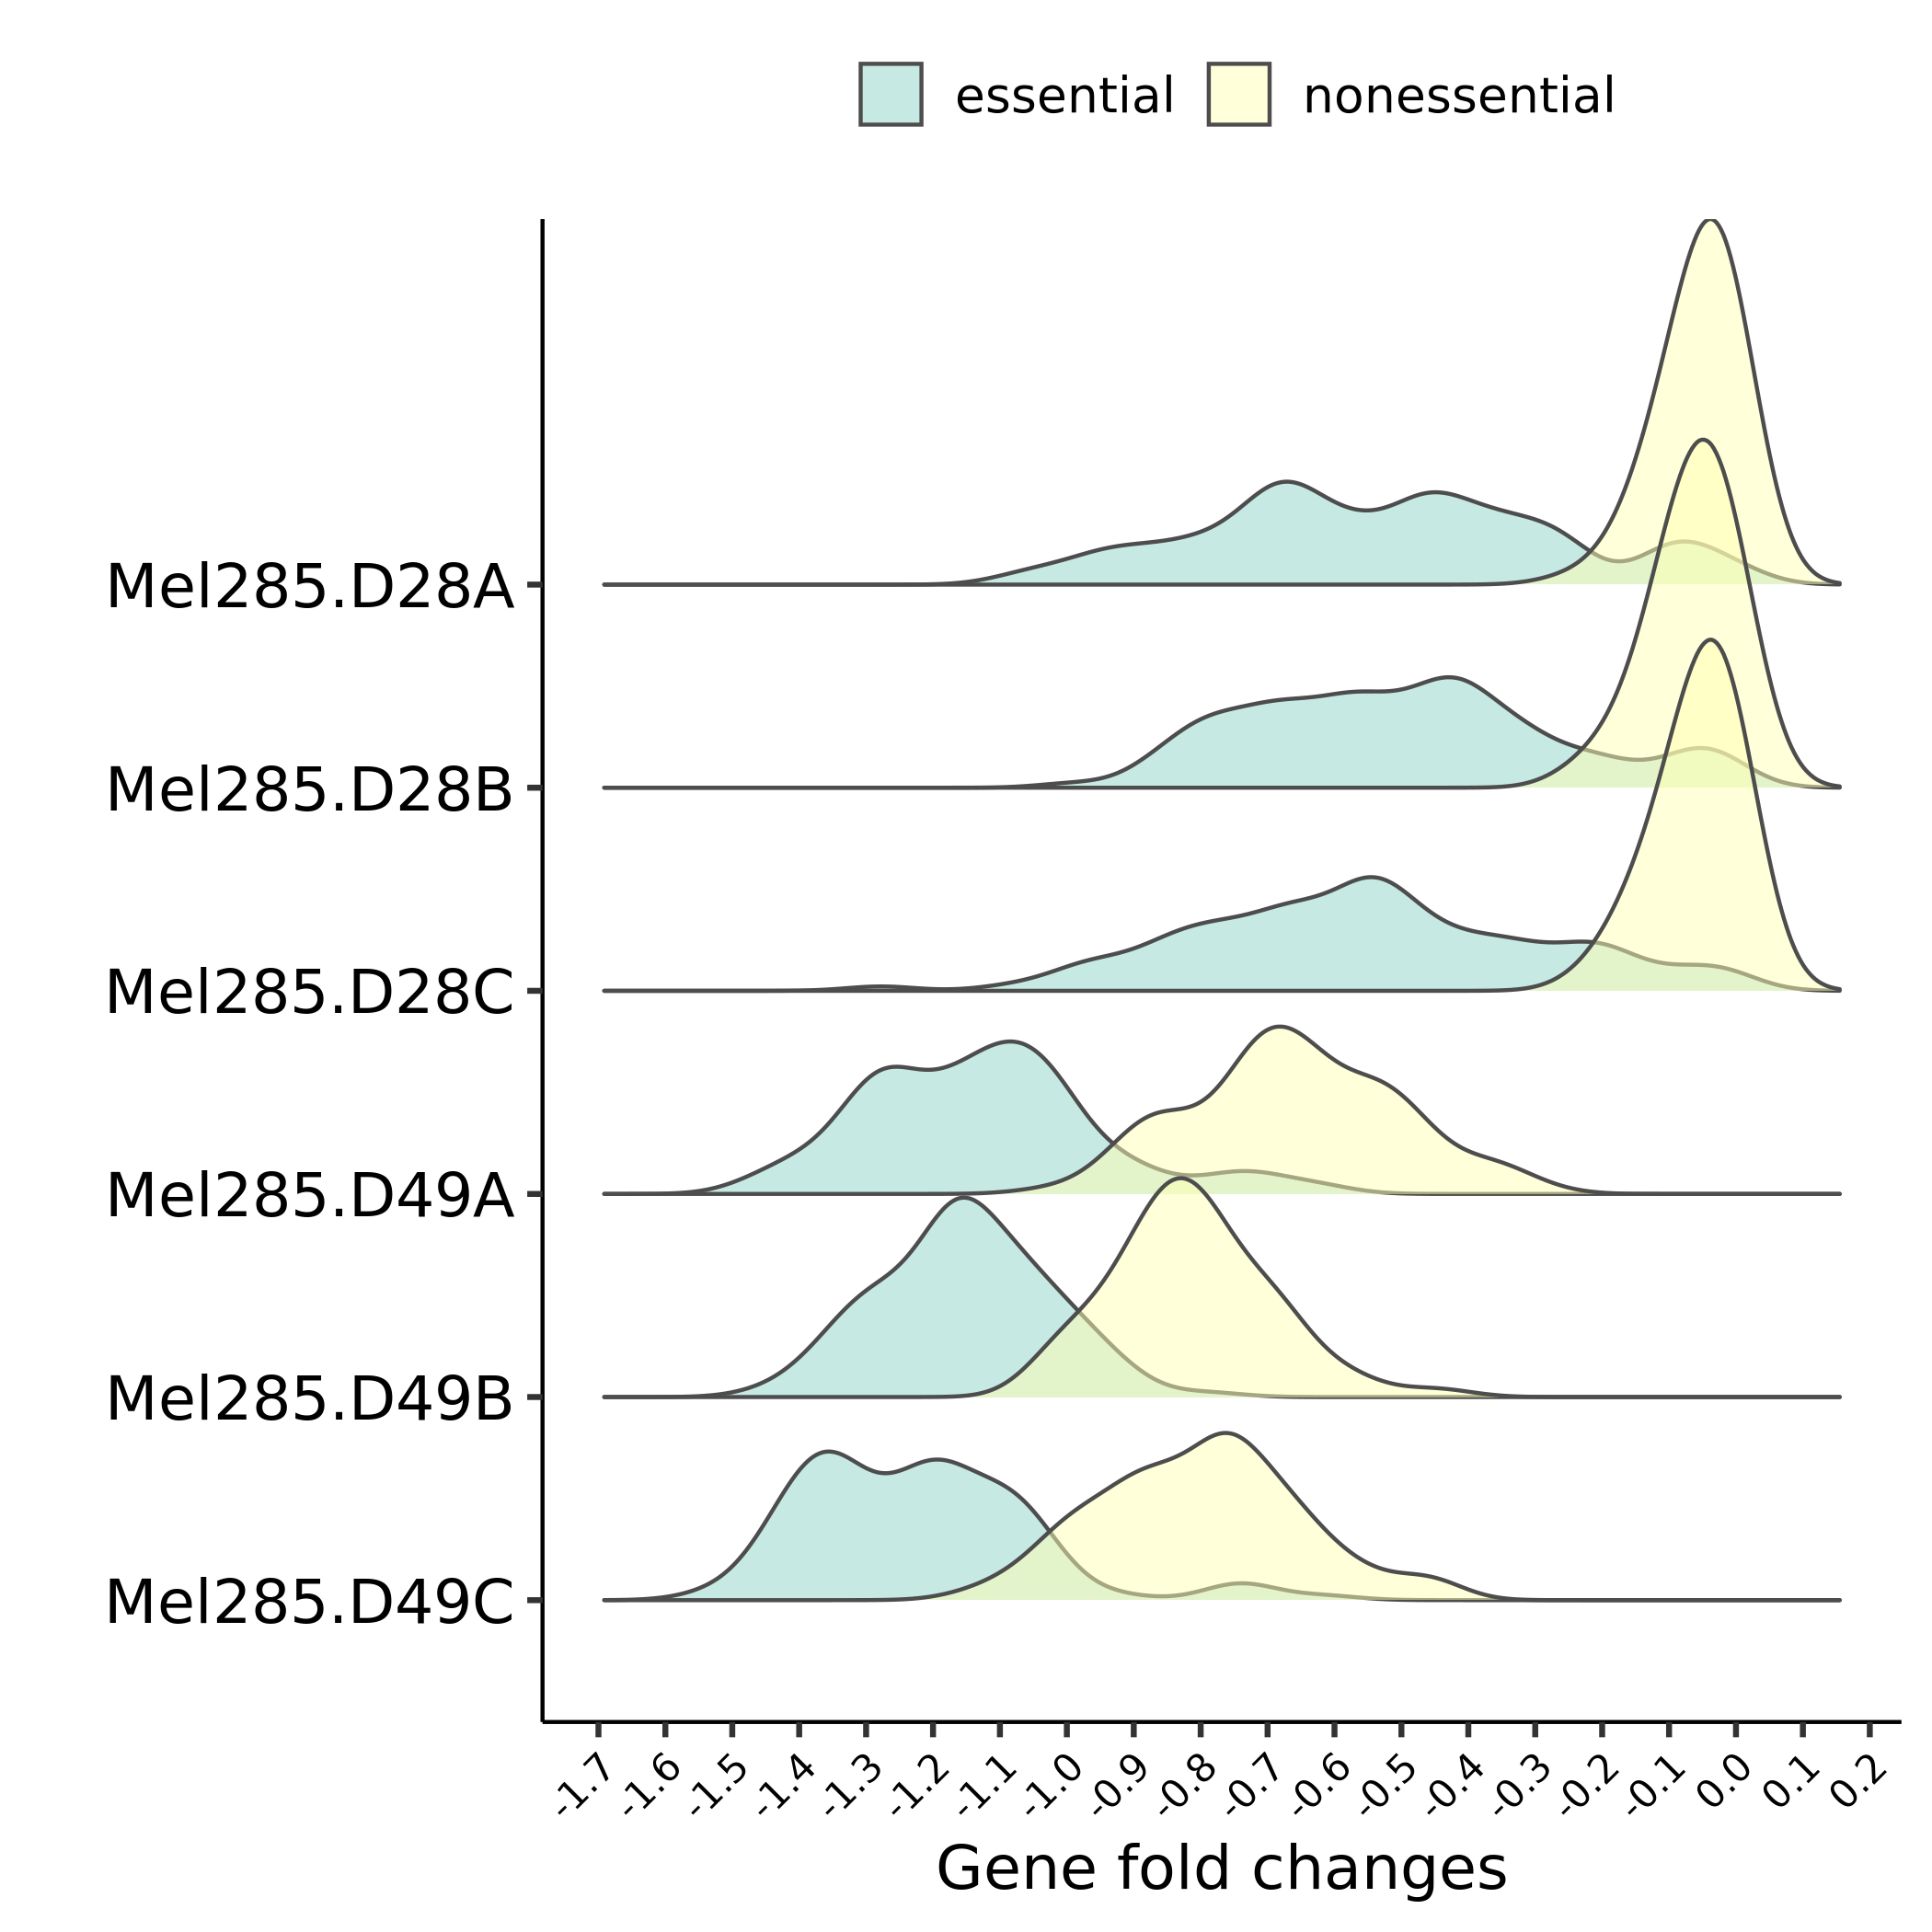 essential nonessential
Mel285.D28A
Mel285.D28B
Mel285.D28C
Mel285.D49A
Mel285.D49B
Mel285.D49C
-1.7 -1.6 -1.5 -1.4 -1.3 -1.2 -1.1 -1.0 -0.9 -0.8 -0.7 -0.6 -0.5 -0.4 -0.3 -0.2 -0.1 0.0 0.1 0.2
Gene fold changes